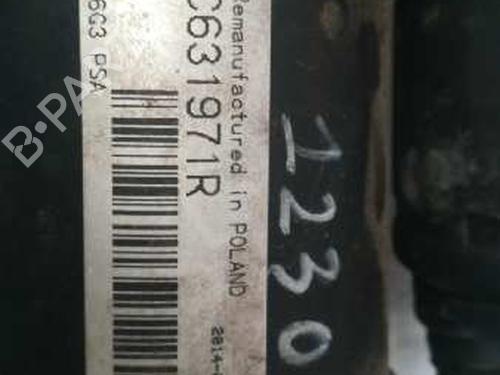 Remanufactured in POLAND
C631971R
6G3 PSA
2014-
1230
B-PA